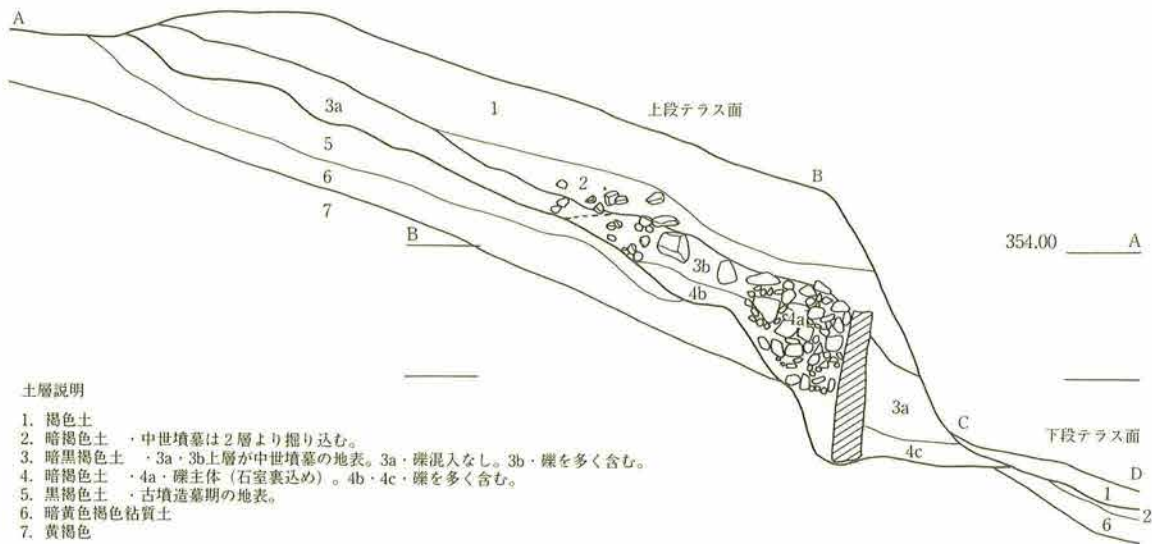 A
1
上段テラス面
3a
B
5
2
6
7
B
354.00
A
3b
4b
4a
3a
C
下段テラス面
4c
D
1
2
6
土層説明
1. 褐色土
2. 暗褐色土 ・中世墳墓は2層より掘り込む。
3. 暗黒褐色土 ・3a・3b上層が中世墳墓の地表。3a・礫混入なし。3b・礫を多く含む。
4. 暗褐色土 ・4a・礫主体(石室裏込め)。4b・4c・礫を多く含む。
5. 黒褐色土 ・古墳造墓期の地表。
6. 暗黄色褐色粘質土
7. 黄褐色